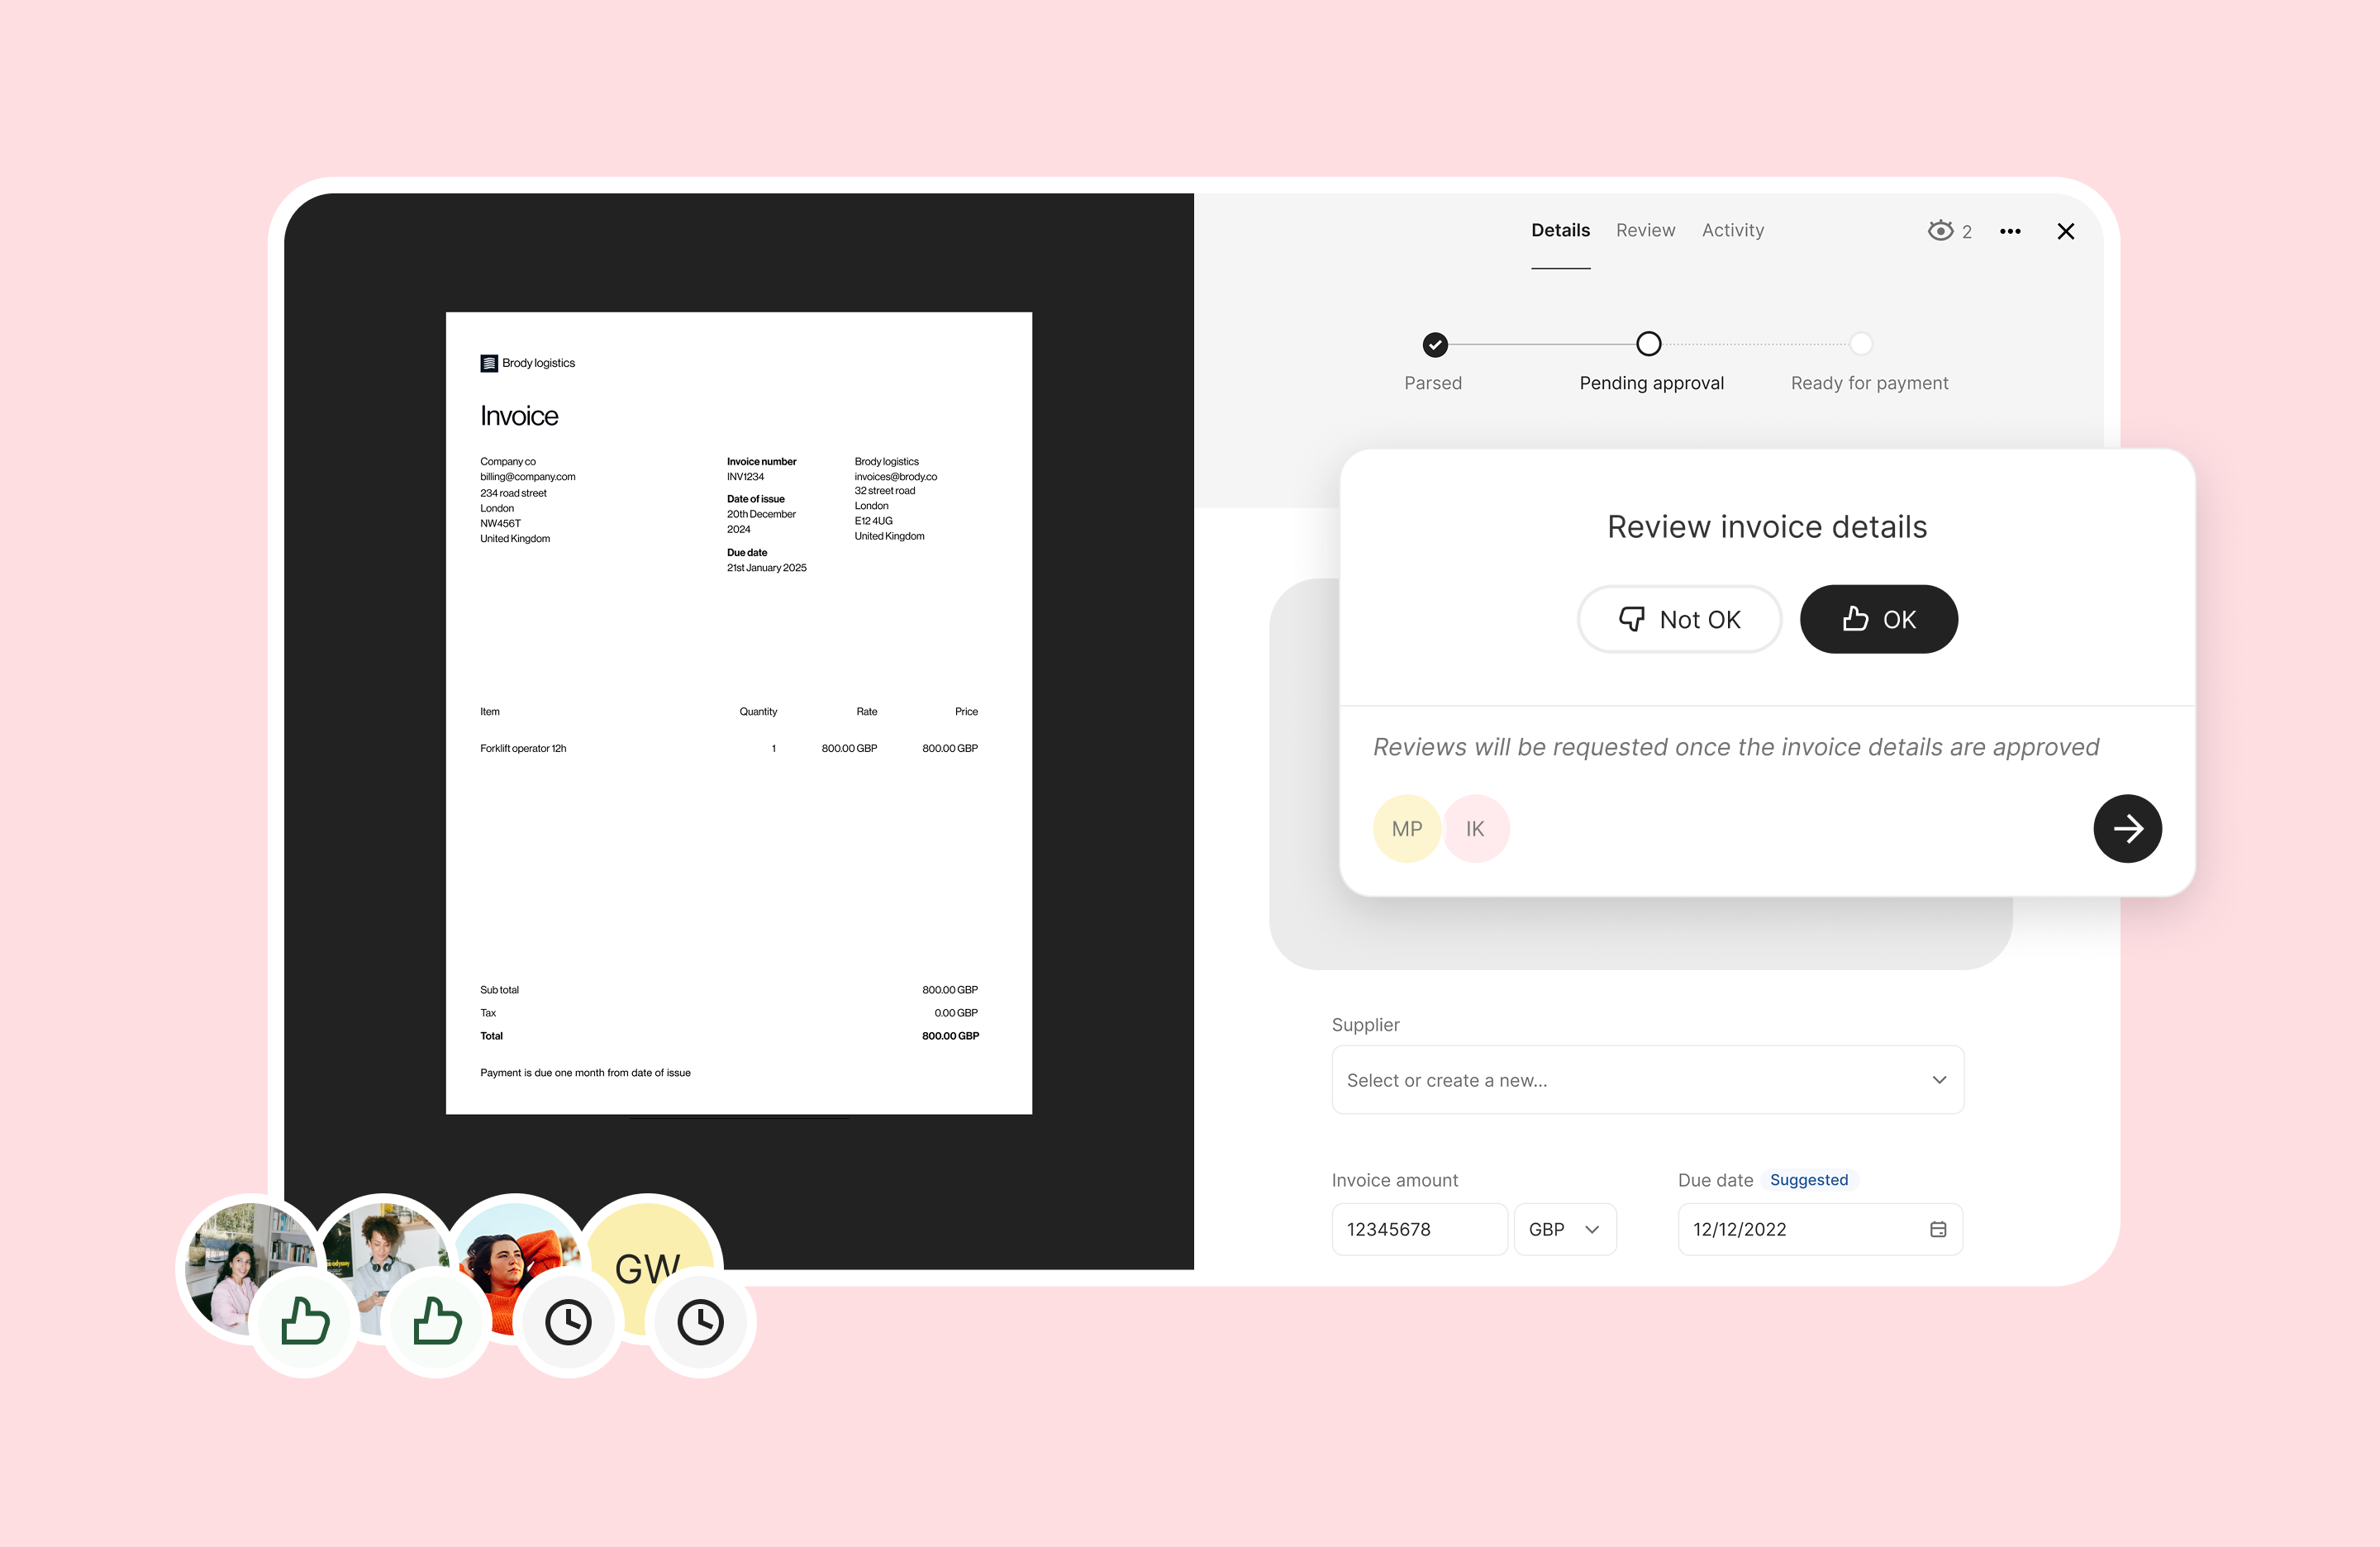 Brody logistics
Invoice
Company co
billing@company.com
234 road street
London
NW456T
United Kingdom
Invoice number
INV1234
Date of issue
20th December
2024
Due date
21st January 2025
Brody logistics
invoices@brody.co
32 street road
London
E12 4UG
United Kingdom
Item Quantity Rate Price
Forklift operator 12h 1 800.00 GBP 800.00 GBP
Sub total 800.00 GBP
Tax 0.00 GBP
Total 800.00 GBP
Payment is due one month from date of issue
Details Review Activity 2
Parsed Pending approval Ready for payment
Review invoice details
Not OK OK
Reviews will be requested once the invoice details are approved
MP IK
Supplier
Select or create a new...
Invoice amount Due date Suggested
12345678 GBP 12/12/2022
GW